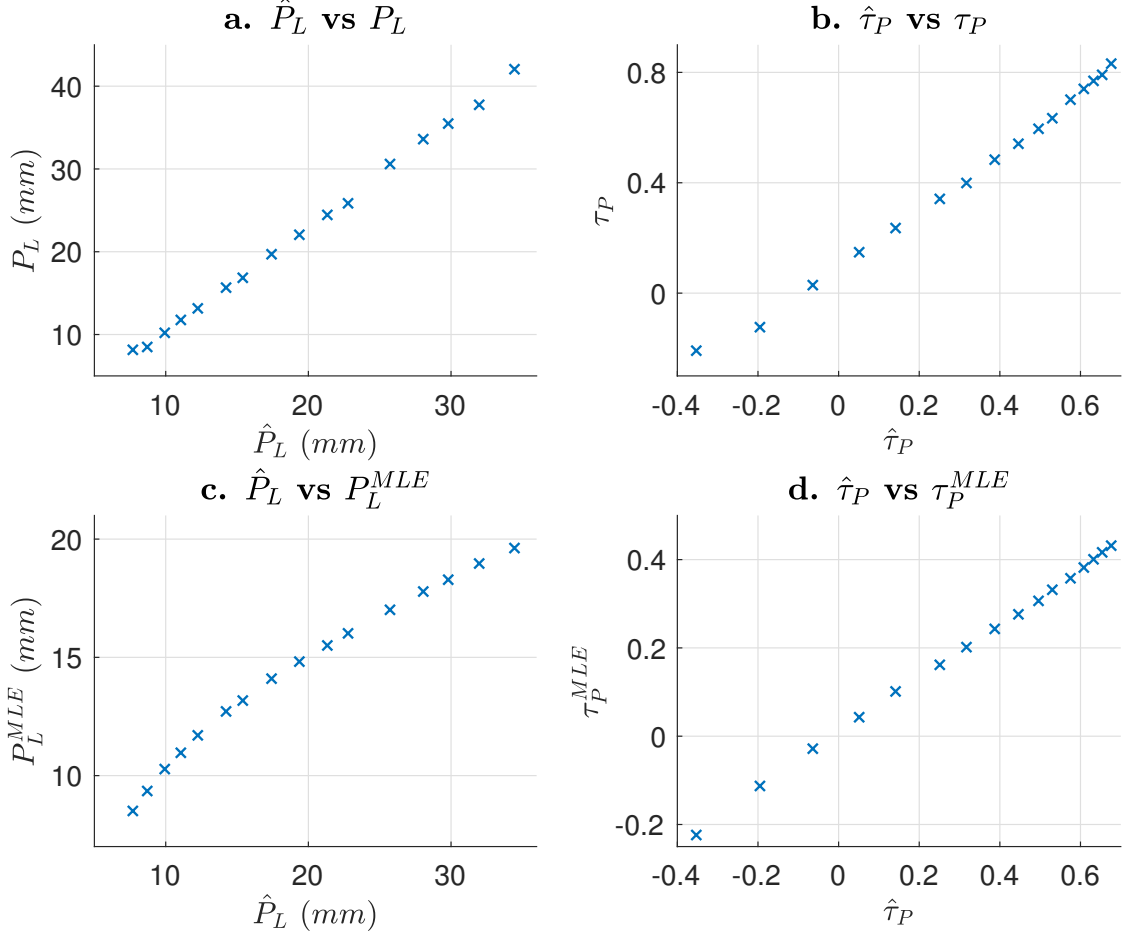 a. P̂_L vs P_L
P_L (mm)
40
30
20
10
10 20 30
P̂_L (mm)
b. τ̂_P vs τ_P
τ_P
0.8
0.4
0
-0.4 -0.2 0 0.2 0.4 0.6
τ̂_P
c. P̂_L vs P_L^{MLE}
P_L^{MLE} (mm)
20
15
10
10 20 30
P̂_L (mm)
d. τ̂_P vs τ_P^{MLE}
τ_P^{MLE}
0.4
0.2
0
-0.2
-0.4 -0.2 0 0.2 0.4 0.6
τ̂_P